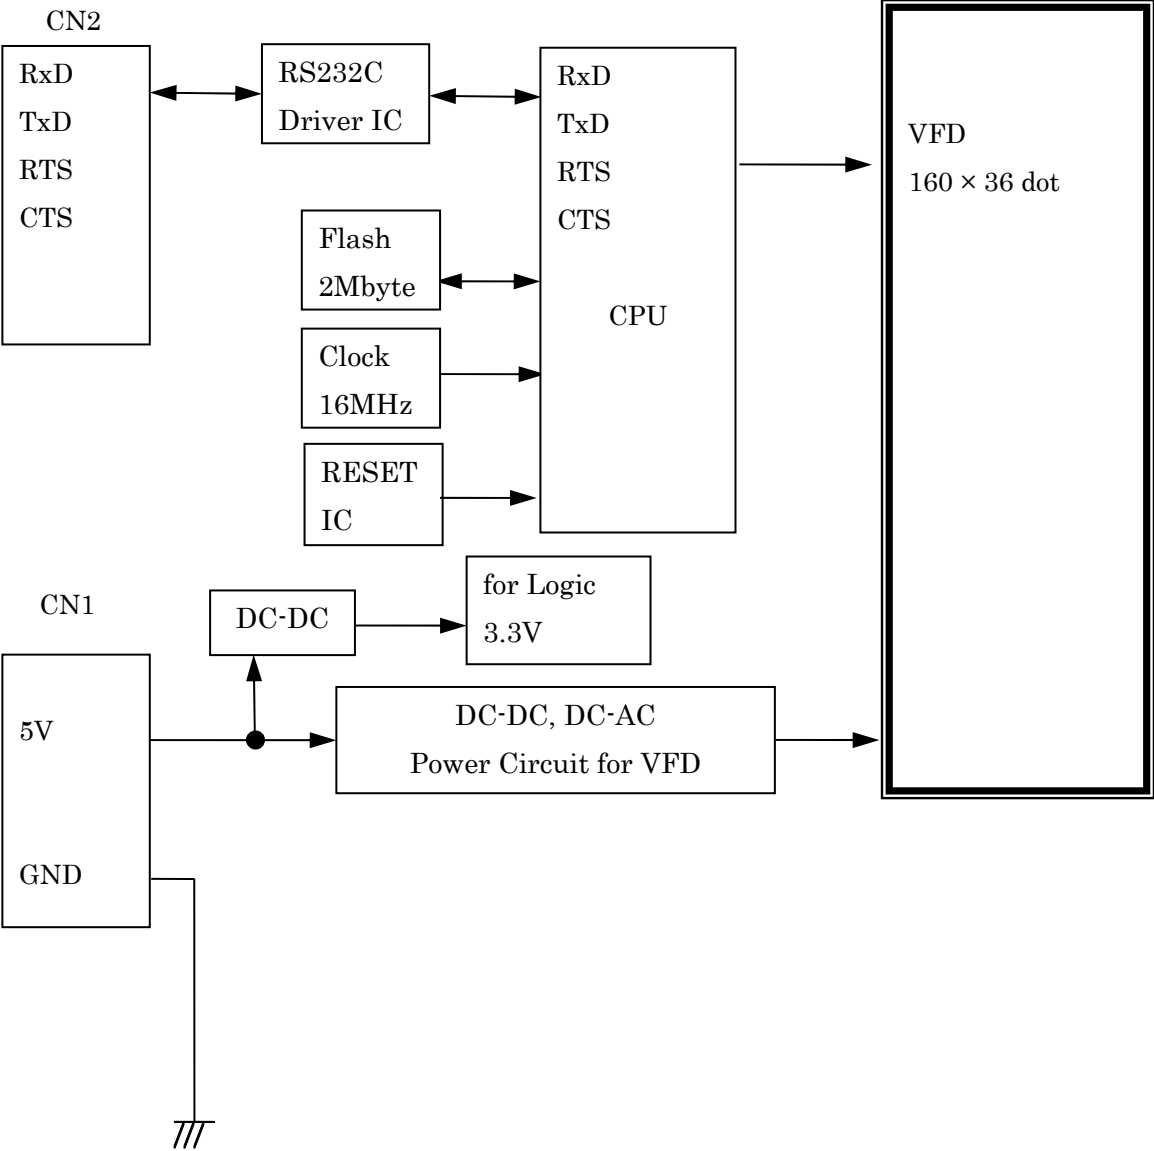 CN2
RxD
TxD
RTS
CTS
RS232C
Driver IC
RxD
TxD
RTS
CTS
CPU
Flash
2Mbyte
Clock
16MHz
RESET
IC
VFD
160 × 36 dot
CN1
5V
GND
DC-DC
for Logic
3.3V
DC-DC, DC-AC
Power Circuit for VFD